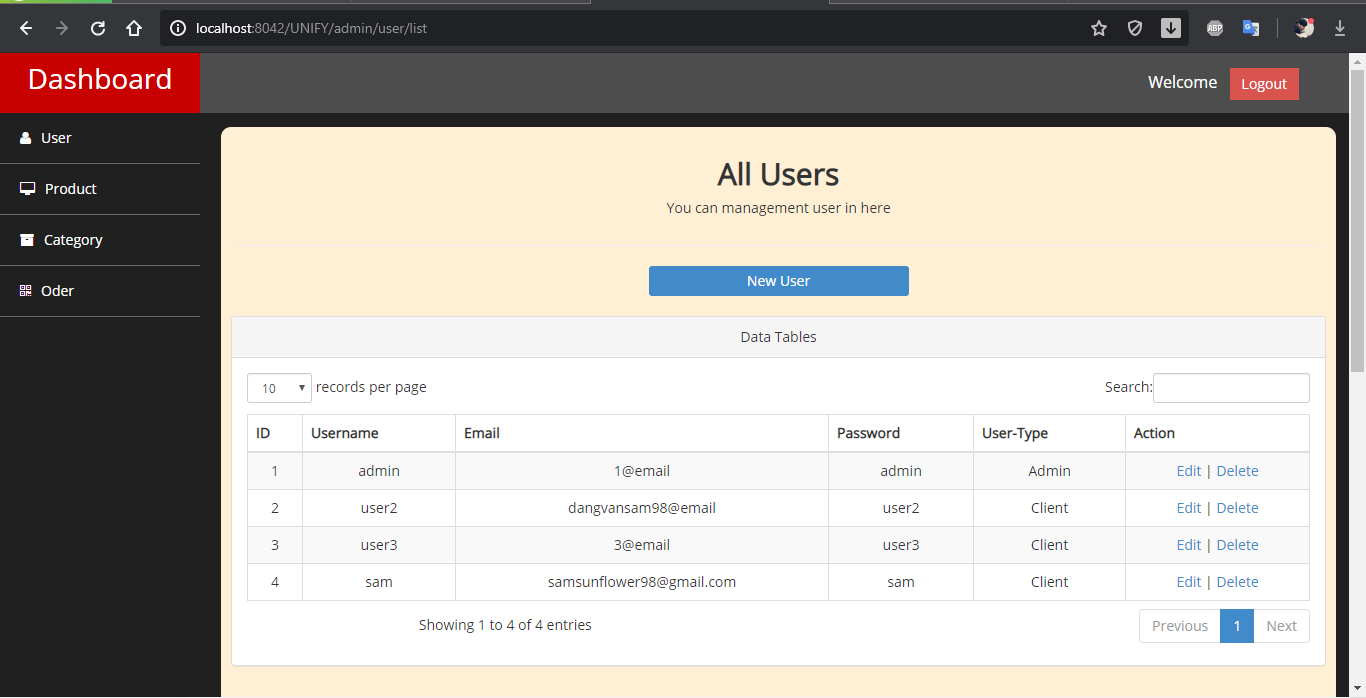 localhost:8042/UNIFY/admin/user/list
ABP
Dashboard
Welcome Logout
User
Product
Category
Oder
All Users
You can management user in here
New User
Data Tables
10 records per page Search:
ID Username Email Password User-Type Action
1 admin 1@email admin Admin Edit | Delete
2 user2 dangvansam98@email user2 Client Edit | Delete
3 user3 3@email user3 Client Edit | Delete
4 sam samsunflower98@gmail.com sam Client Edit | Delete
Showing 1 to 4 of 4 entries Previous 1 Next